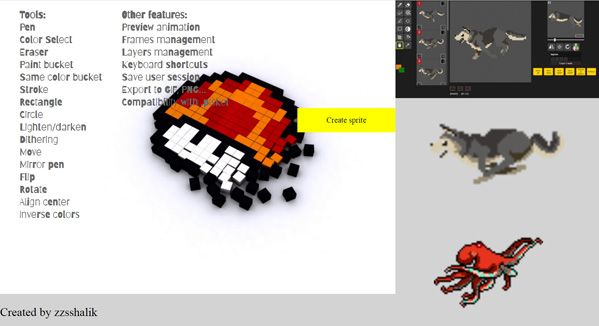 Tools:
Pen
Color Select
Eraser
Paint bucket
Same color bucket
Stroke
Rectangle
Circle
Lighten/darken
Dithering
Move
Mirror pen
Flip
Rotate
Align center
Inverse colors
Other features:
Preview animation
Frames management
Layers management
Keyboard shortcuts
Save user session
Export to GIF, PNG...
Compatibility with .piskel
Create sprite
Created by zzsshalik